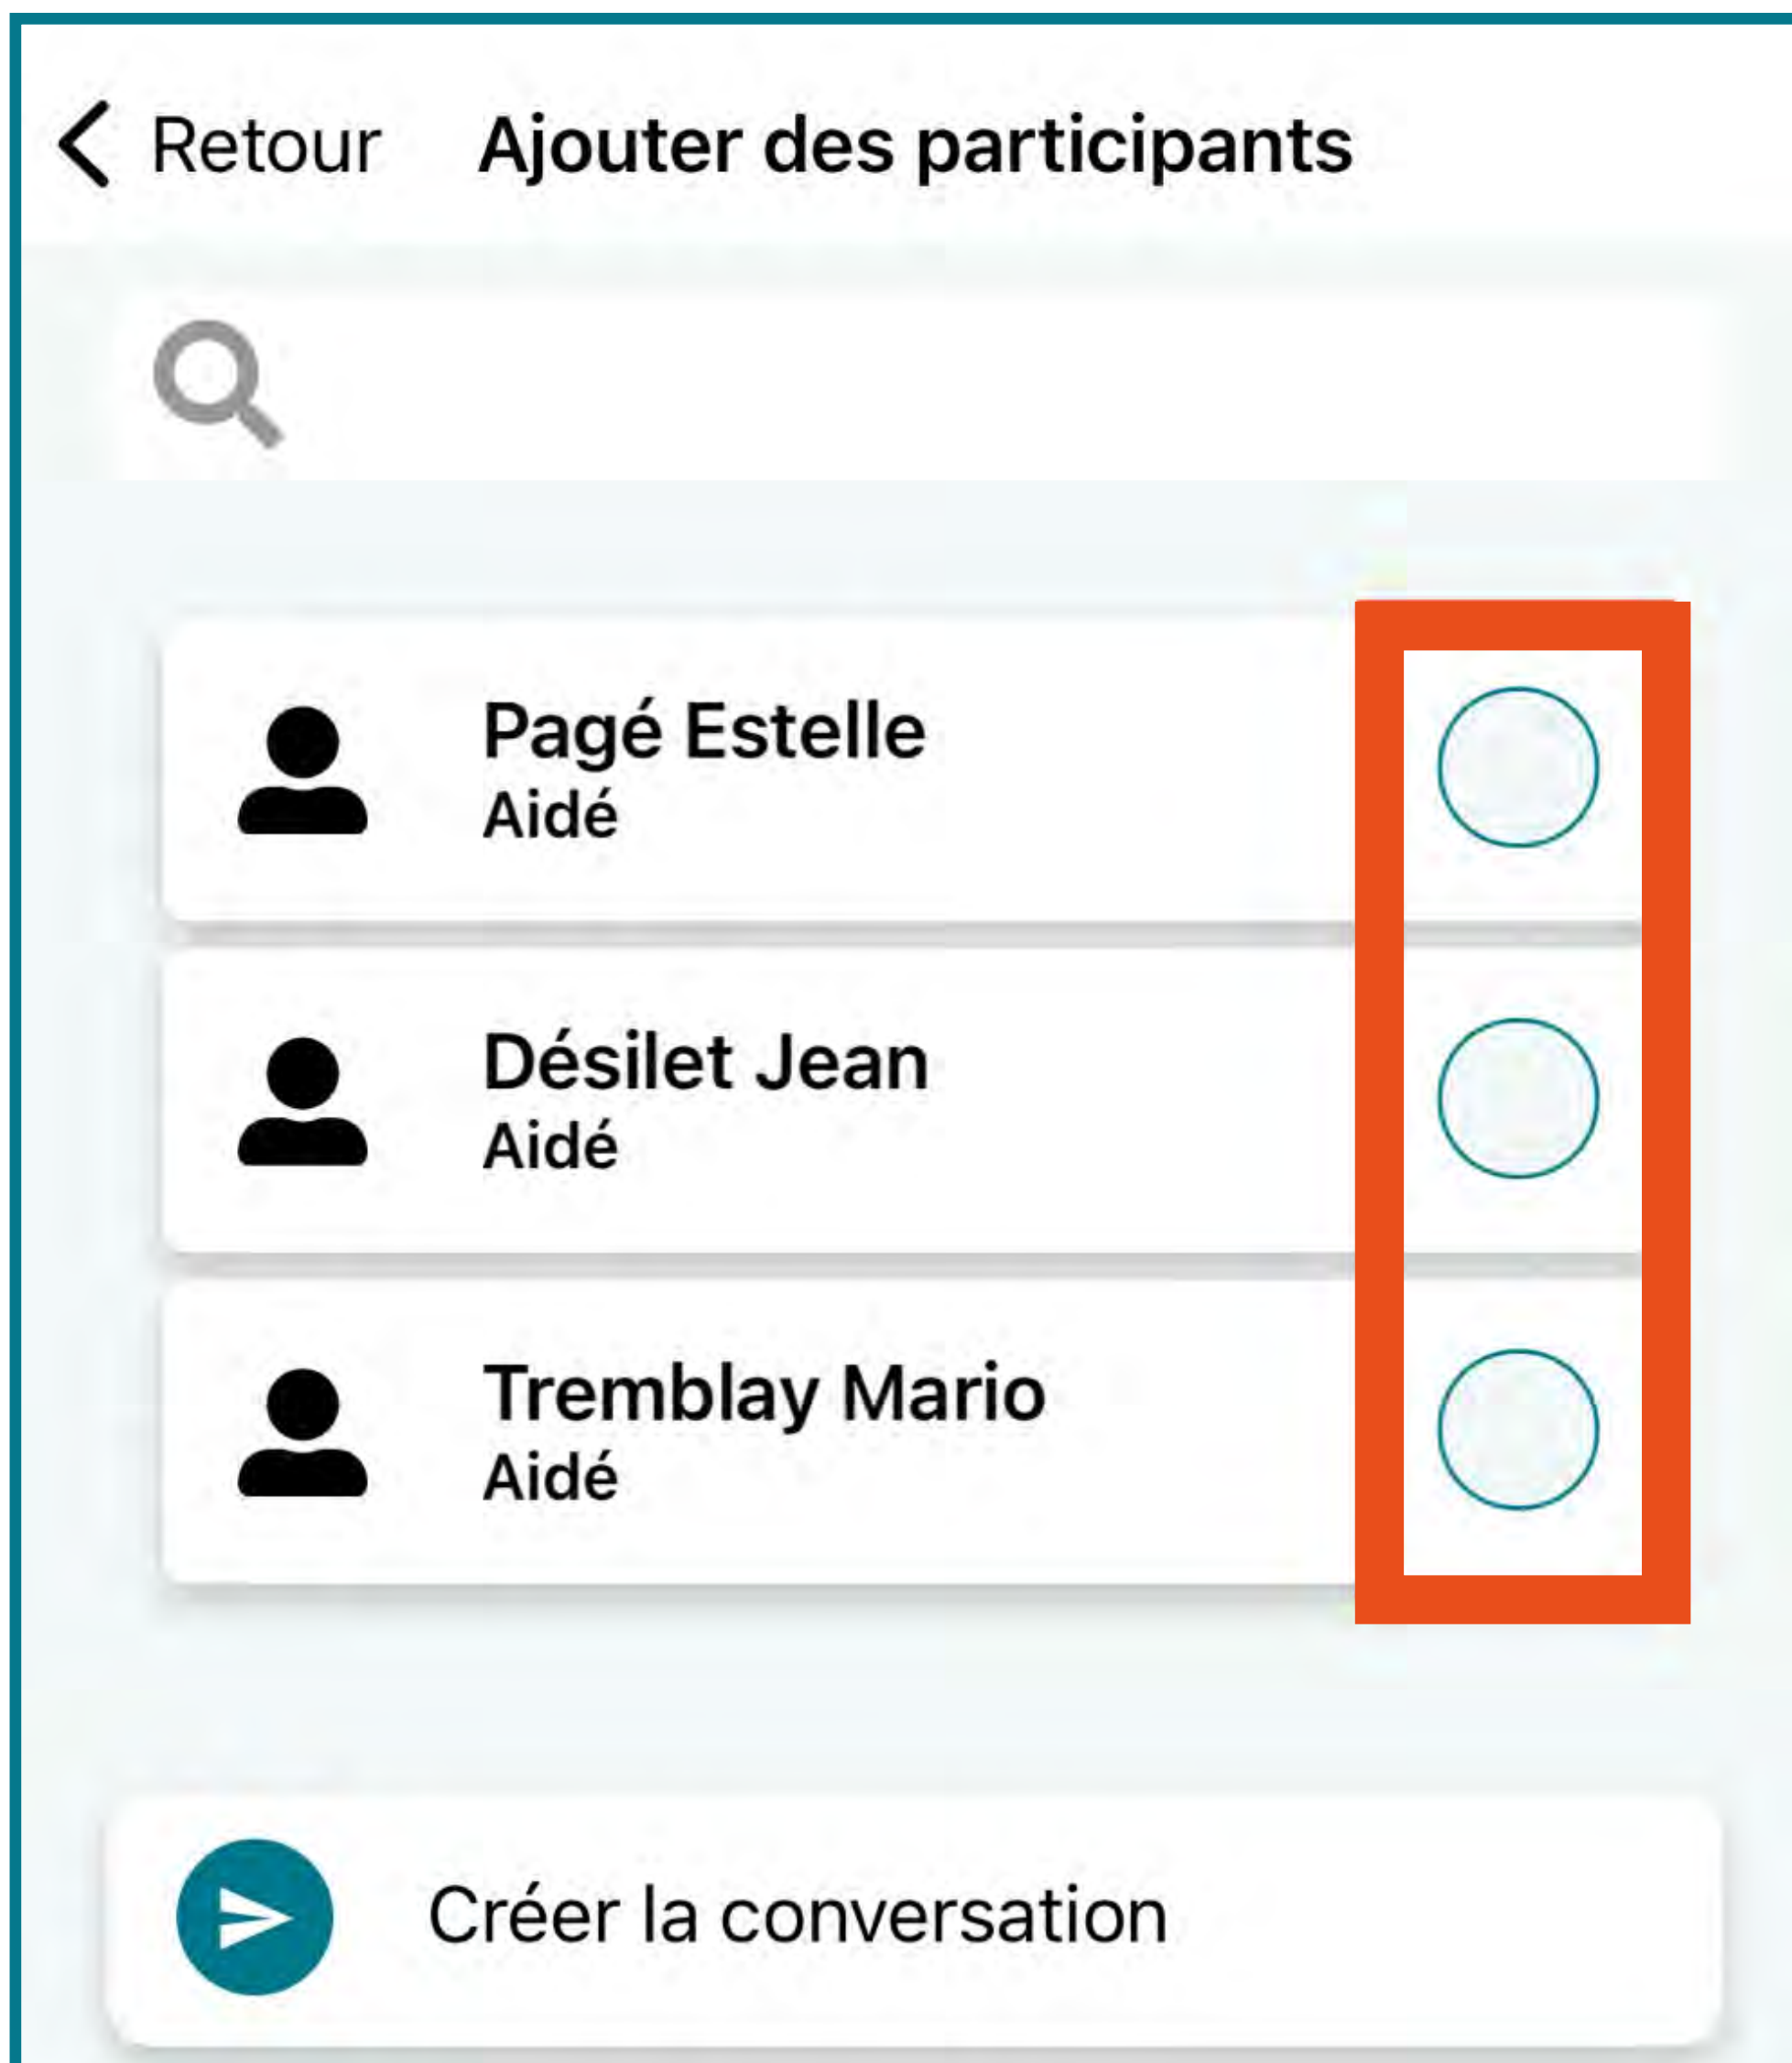 Retour Ajouter des participants
Pagé Estelle
Aidé
Désilet Jean
Aidé
Tremblay Mario
Aidé
Créer la conversation